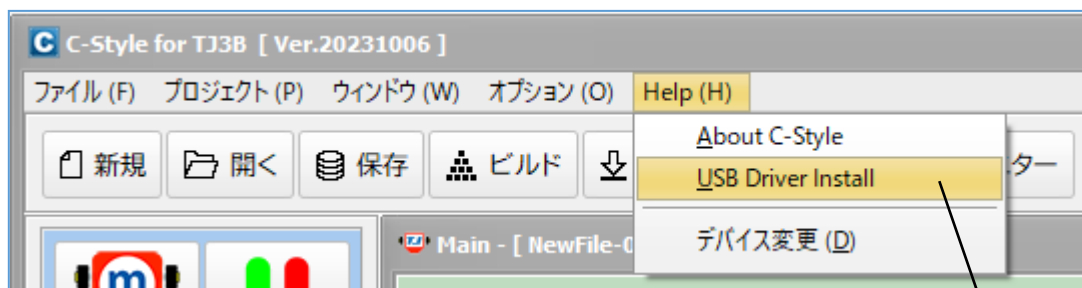 C-Style for TJ3B [ Ver.20231006 ]
ファイル (F) プロジェクト (P) ウィンドウ (W) オプション (O) Help (H)
新規 開く 保存 ビルド ター
About C-Style
USB Driver Install
デバイス変更 (D)
Main - [ NewFile-0
m